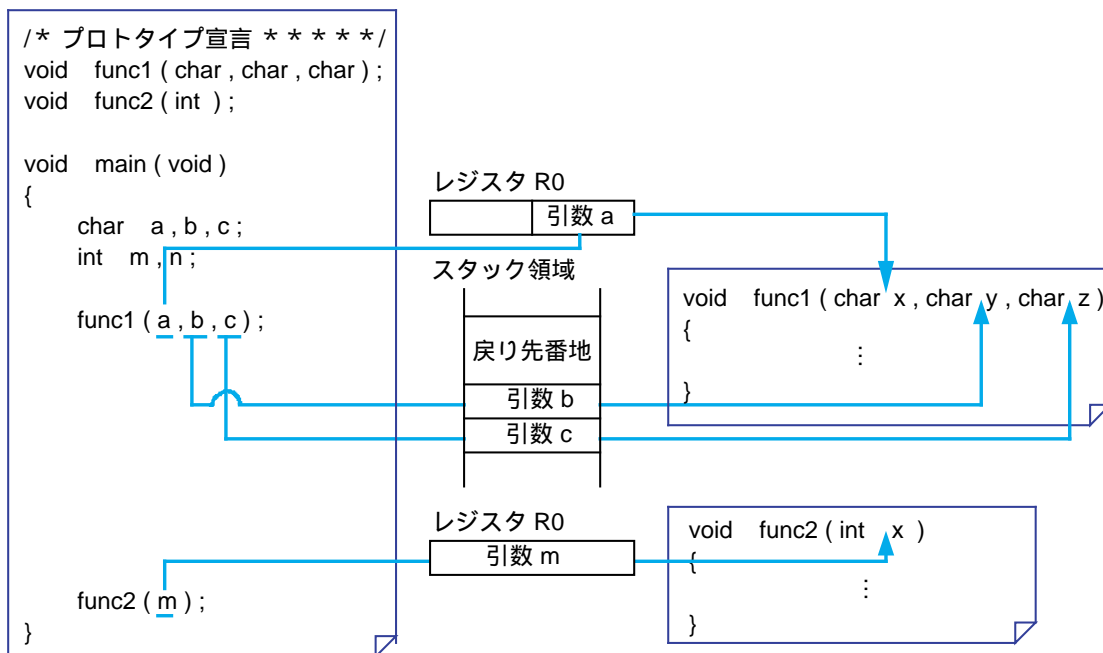 /* プロトタイプ宣言 *****/
void func1 ( char , char , char ) ;
void func2 ( int ) ;
void main ( void )
{
char a , b , c ;
int m , n ;
func1 ( a , b , c ) ;
func2 ( m ) ;
}
レジスタ R0
引数 a
スタック領域
戻り先番地
引数 b
引数 c
レジスタ R0
引数 m
void func1 ( char x , char y , char z )
{
⋮
}
void func2 ( int x )
{
⋮
}